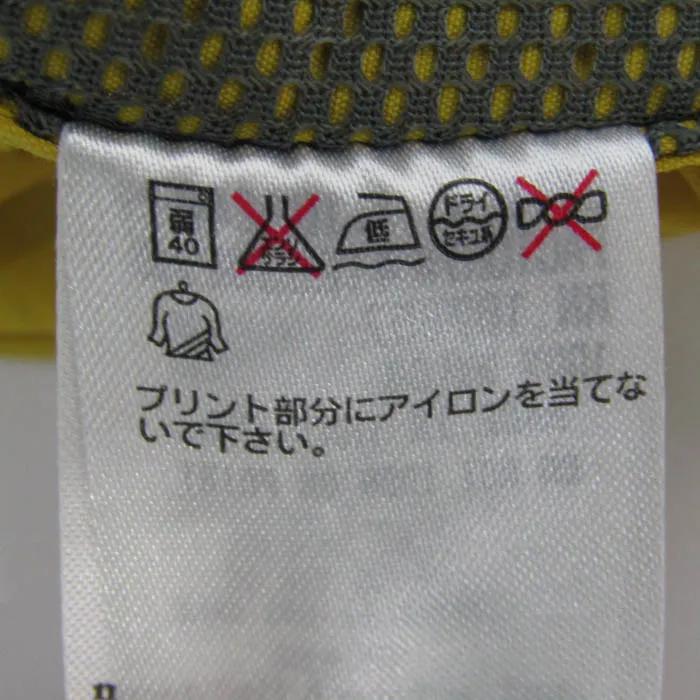 弱 40
エンソ サラシ
低
ドライ
セキユ系
プリント部分にアイロンを当てな
いで下さい。